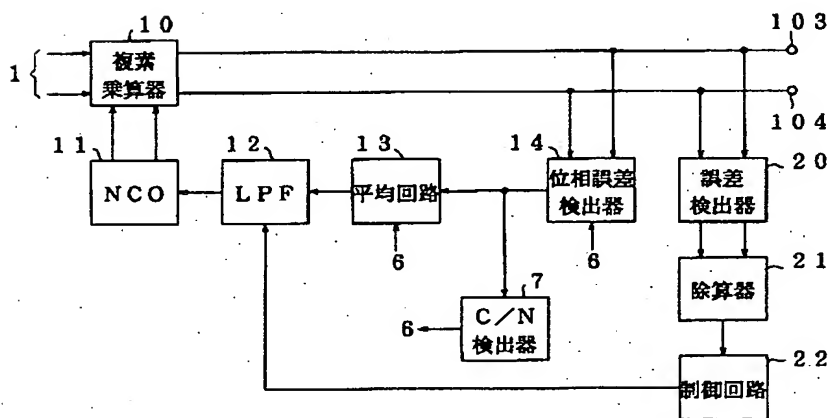 10
103
1
複素
乗算器
104
11
12
13
14
20
NCO
LPF
平均回路
位相誤差
検出器
誤差
検出器
6
6
7
21
6
C/N
検出器
除算器
22
制御回路